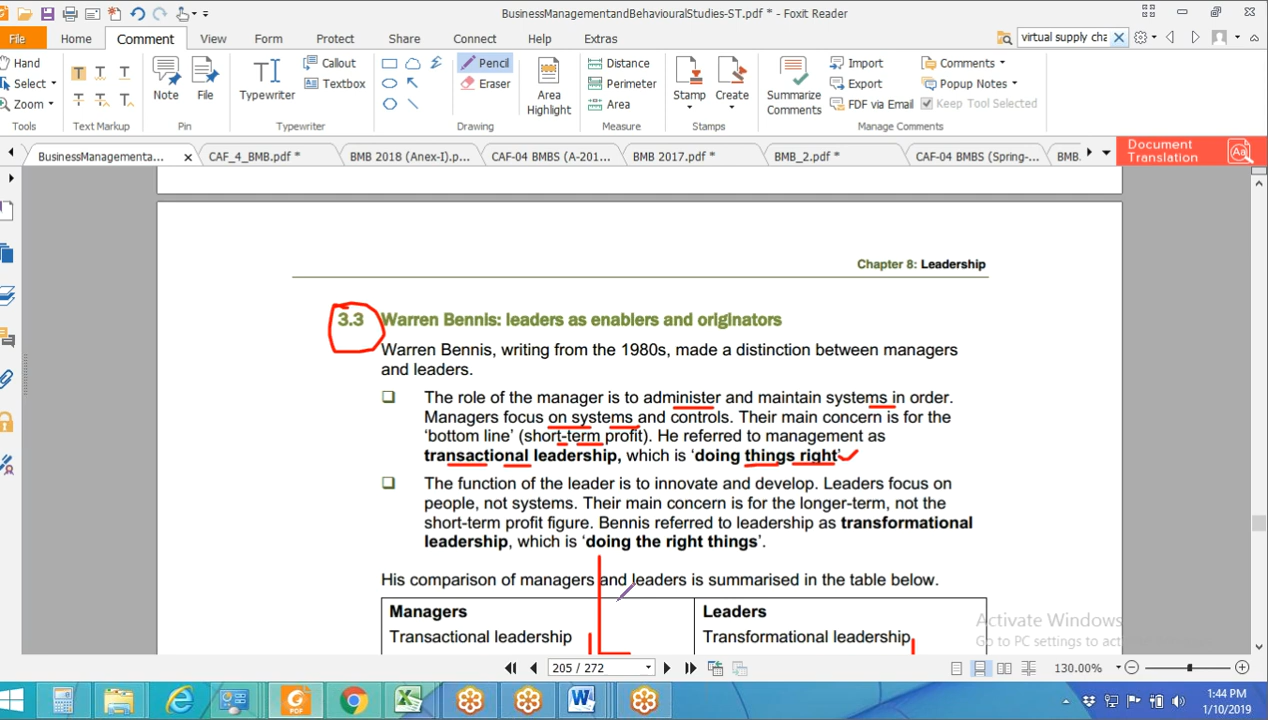 BusinessManagementandBehaviouralStudies-ST.pdf * - Foxit Reader
File Home Comment View Form Protect Share Connect Help Extras virtual supply cha
Hand
Select
Zoom
Tools
Text Markup
Note
File
Pin
Typewriter
Callout
Textbox
Typewriter
Pencil
Eraser
Drawing
Area
Highlight
Distance
Perimeter
Area
Measure
Stamp
Create
Stamps
Summarize
Comments
Import
Export
FDF via Email
Comments
Popup Notes
Keep Tool Selected
Manage Comments
BusinessManagementa... CAF_4_BMB.pdf * BMB 2018 (Anex-I).p... CAF-04 BMBS (A-201... BMB 2017.pdf * BMB_2.pdf * CAF-04 BMBS (Spring-... BMB.
Document
Translation
Chapter 8: Leadership
3.3 Warren Bennis: leaders as enablers and originators
Warren Bennis, writing from the 1980s, made a distinction between managers
and leaders.
The role of the manager is to administer and maintain systems in order.
Managers focus on systems and controls. Their main concern is for the
‘bottom line’ (short-term profit). He referred to management as
transactional leadership, which is ‘doing things right’
The function of the leader is to innovate and develop. Leaders focus on
people, not systems. Their main concern is for the longer-term, not the
short-term profit figure. Bennis referred to leadership as transformational
leadership, which is ‘doing the right things’.
His comparison of managers and leaders is summarised in the table below.
Managers Leaders
Transactional leadership Transformational leadership
Activate Windows
Go to PC settings to
205 / 272
130.00%
1:44 PM
1/10/2019